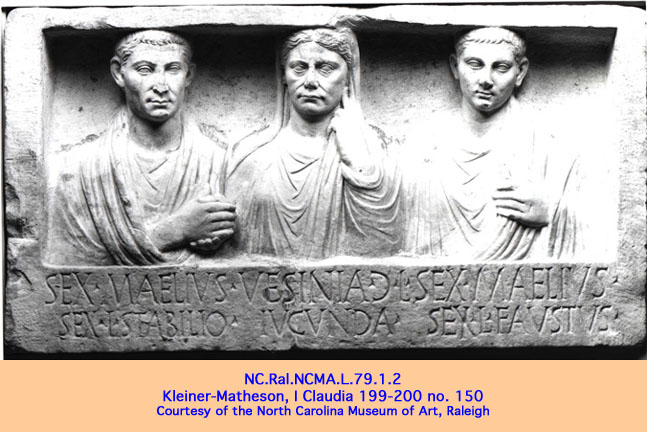 SEX·MAELIVS·VESINIA·Ɔ·L·SEX·MAELIVS·
SEX·L·STABILIO· IVCVNDA· SEX·L·FAVSTVS·
NC.Ral.NCMA.L.79.1.2
Kleiner-Matheson, I Claudia 199-200 no. 150
Courtesy of the North Carolina Museum of Art, Raleigh